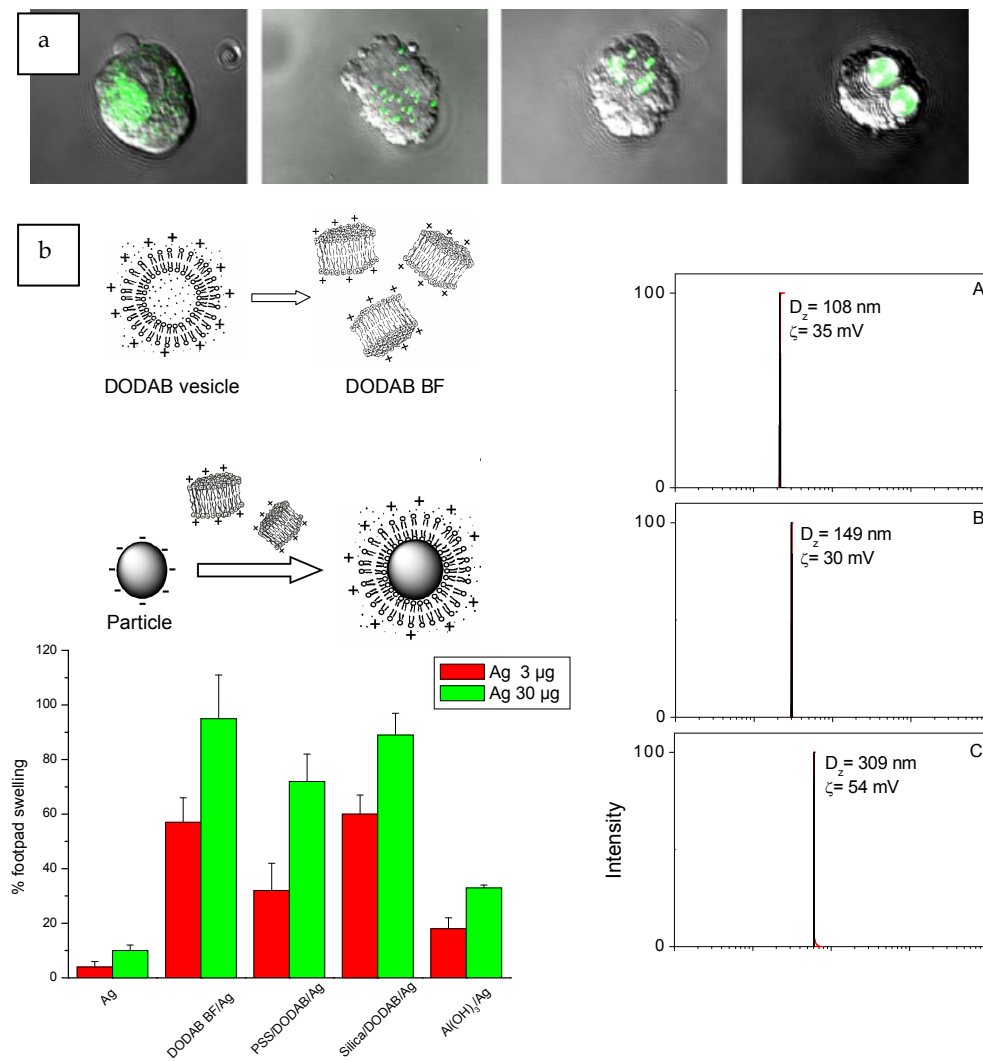 a
b
DODAB vesicle
DODAB BF
Particle
120
100
80
60
40
20
0
% footpad swelling
Ag 3 µg
Ag 30 µg
Ag
DODAB BF/Ag
PSS/DODAB/Ag
Silica/DODAB/Ag
Al(OH)₃/Ag
100
0
A
D_z= 108 nm
ζ= 35 mV
100
0
B
D_z= 149 nm
ζ= 30 mV
100
0
C
D_z= 309 nm
ζ= 54 mV
Intensity